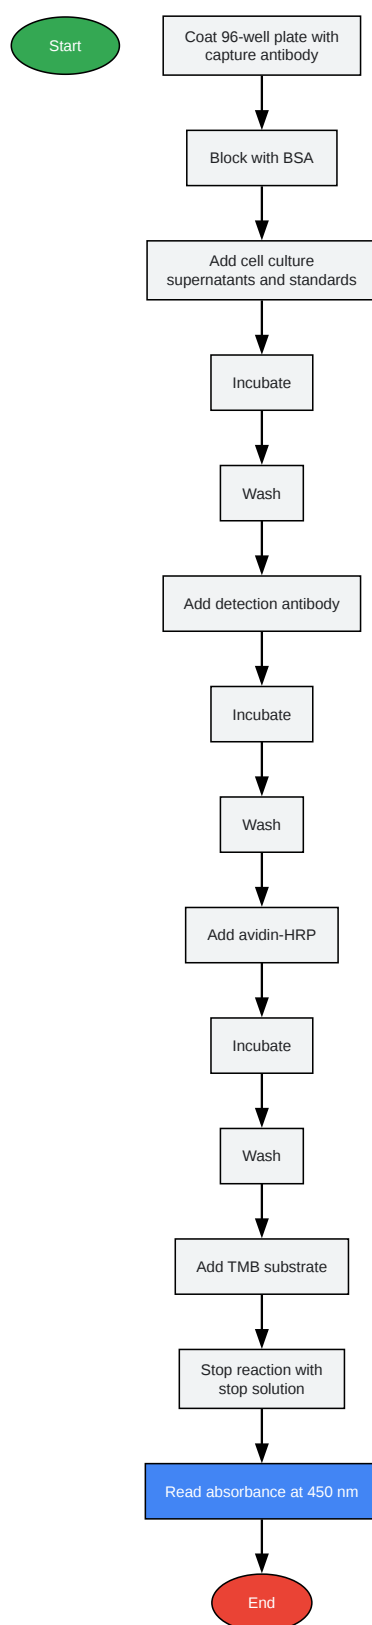 Start
Coat 96-well plate with
capture antibody
Block with BSA
Add cell culture
supernatants and standards
Incubate
Wash
Add detection antibody
Incubate
Wash
Add avidin-HRP
Incubate
Wash
Add TMB substrate
Stop reaction with
stop solution
Read absorbance at 450 nm
End